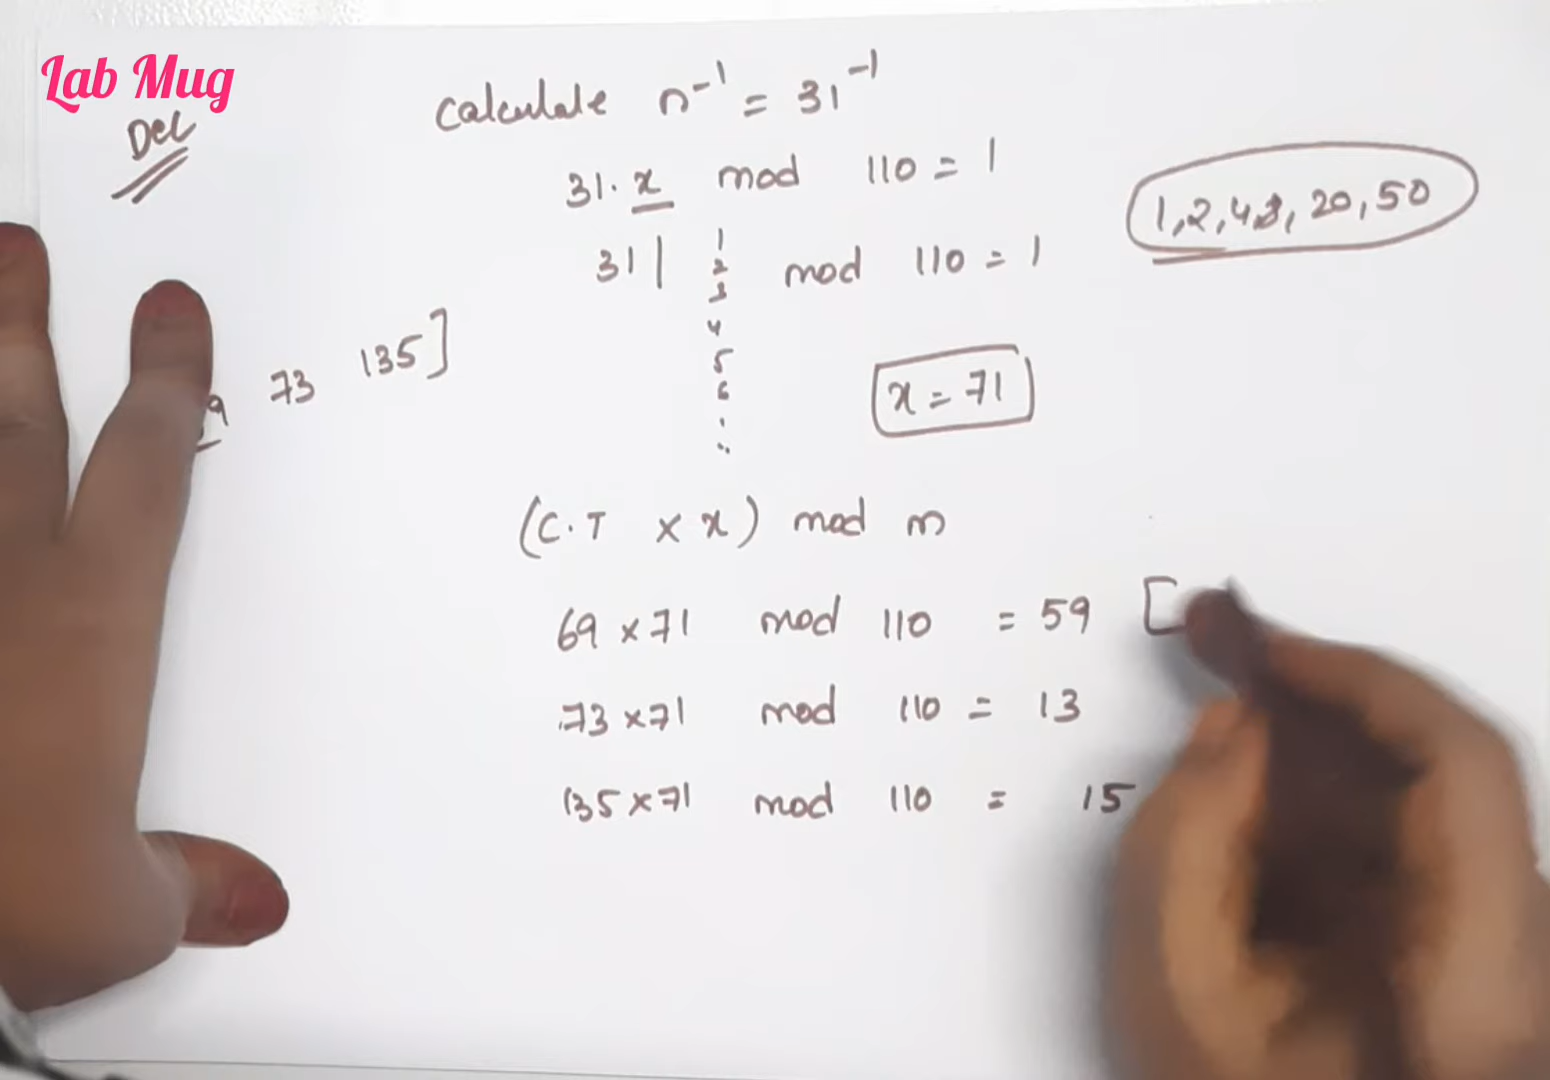 Lab Mug
Dec
calculate n⁻¹ = 31⁻¹
31. x mod 110 = 1
1, 2, 4, 8, 20, 50
31 | 1 mod 110 = 1
2
3
4
5
6
.
..
9 73 135]
x = 71
(C.T × x) mod m
69 × 71 mod 110 = 59 [
73 × 71 mod 110 = 13
135 × 71 mod 110 = 15